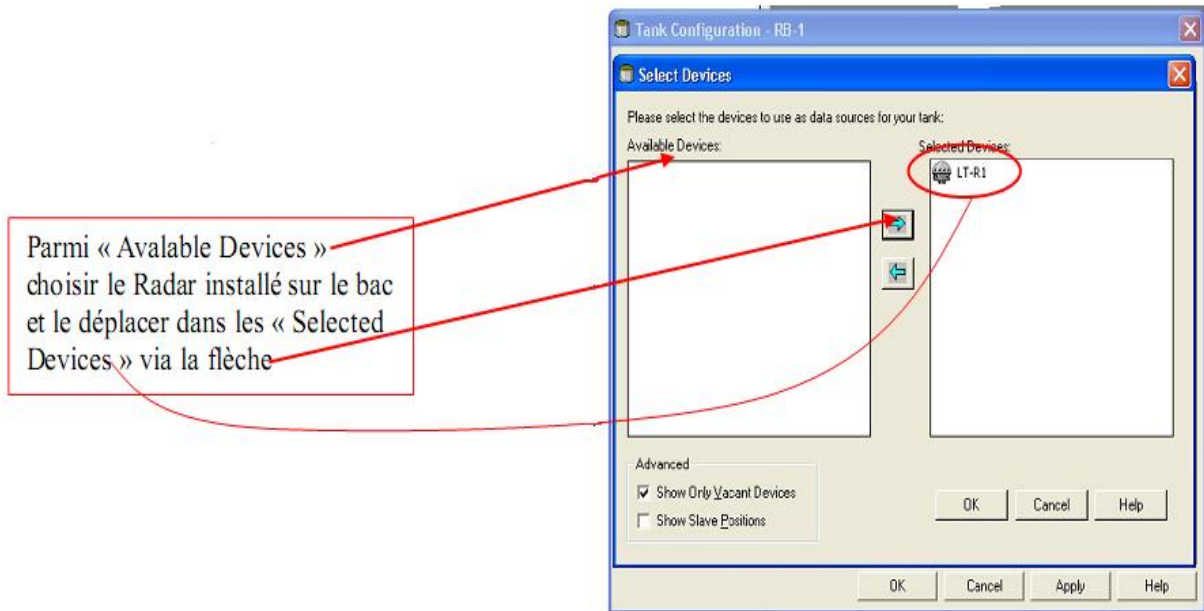 Tank Configuration - RB-1
Select Devices
Please select the devices to use as data sources for your tank:
Available Devices:
Selected Devices:
LT-R1
Parmi « Avalable Devices »
choisir le Radar installé sur le bac
et le déplacer dans les « Selected
Devices » via la flèche
Advanced
Show Only Vacant Devices
Show Slave Positions
OK Cancel Help
OK Cancel Apply Help